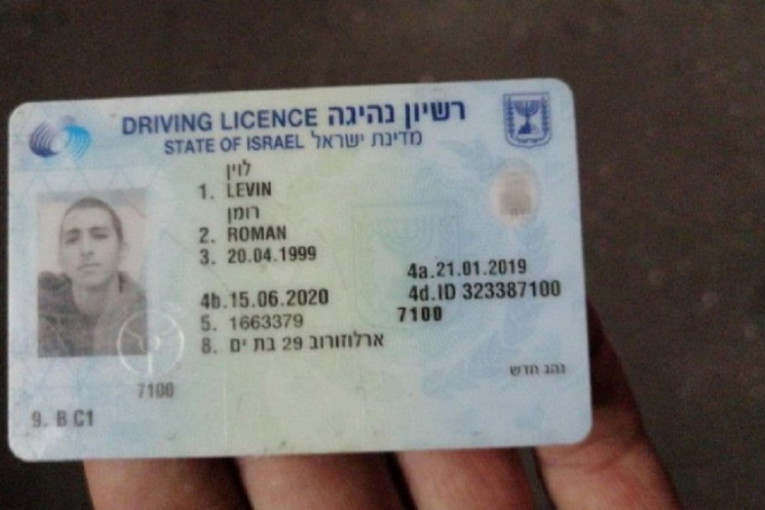 DRIVING LICENCE רשיון נהיגה
STATE OF ISRAEL מדינת ישראל
לוין
1. LEVIN
רומן
2. ROMAN
3. 20.04.1999
4a.21.01.2019
4b.15.06.2020
4d.ID 323387100
5. 1663379
7100
8. ארלוזורוב 29 בת ים
נהג חדש
7100
9. B C1